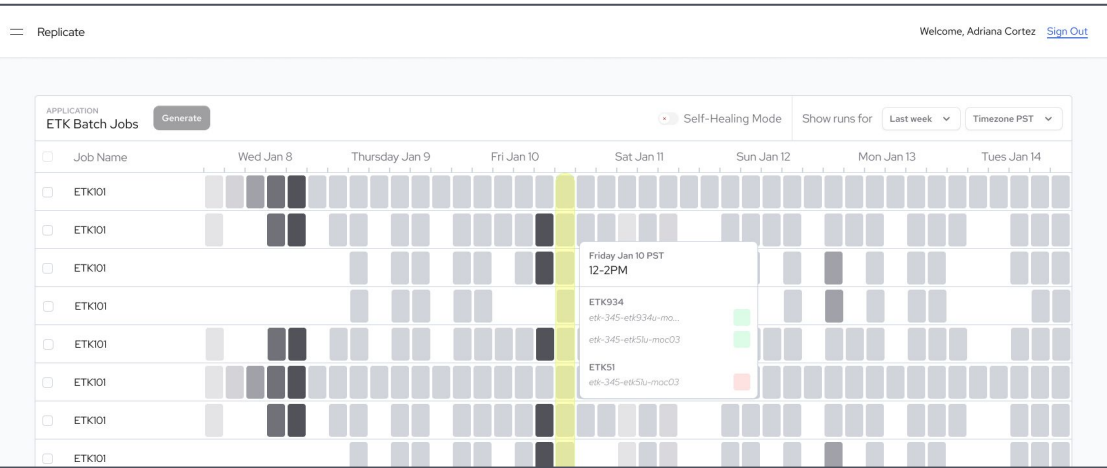 Replicate
Welcome, Adriana Cortez Sign Out
APPLICATION
ETK Batch Jobs
Generate
Self-Healing Mode
Show runs for
Last week
Timezone PST
Job Name
Wed Jan 8
Thursday Jan 9
Fri Jan 10
Sat Jan 11
Sun Jan 12
Mon Jan 13
Tues Jan 14
ETK101
ETK101
ETK101
ETK101
ETK101
ETK101
ETK101
ETK101
Friday Jan 10 PST
12-2PM
ETK934
etk-345-etk934u-mo...
etk-345-etk51u-moc03
ETK51
etk-345-etk51u-moc03